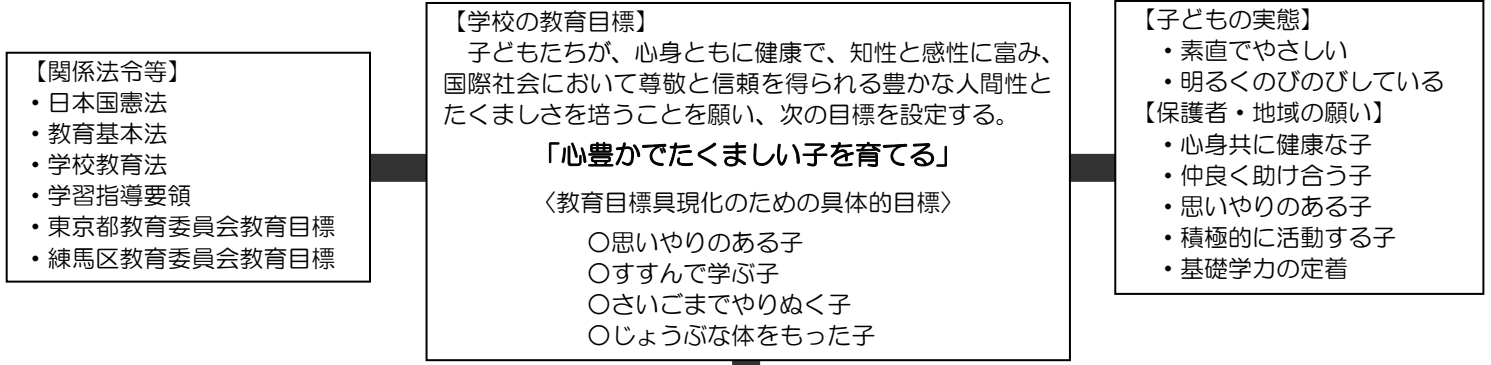 【関係法令等】
・日本国憲法
・教育基本法
・学校教育法
・学習指導要領
・東京都教育委員会教育目標
・練馬区教育委員会教育目標
【学校の教育目標】
　子どもたちが、心身ともに健康で、知性と感性に富み、
国際社会において尊敬と信頼を得られる豊かな人間性と
たくましさを培うことを願い、次の目標を設定する。
「心豊かでたくましい子を育てる」
〈教育目標具現化のための具体的目標〉
○思いやりのある子
○すすんで学ぶ子
○さいごまでやりぬく子
○じょうぶな体をもった子
【子どもの実態】
・素直でやさしい
・明るくのびのびしている
【保護者・地域の願い】
・心身共に健康な子
・仲良く助け合う子
・思いやりのある子
・積極的に活動する子
・基礎学力の定着